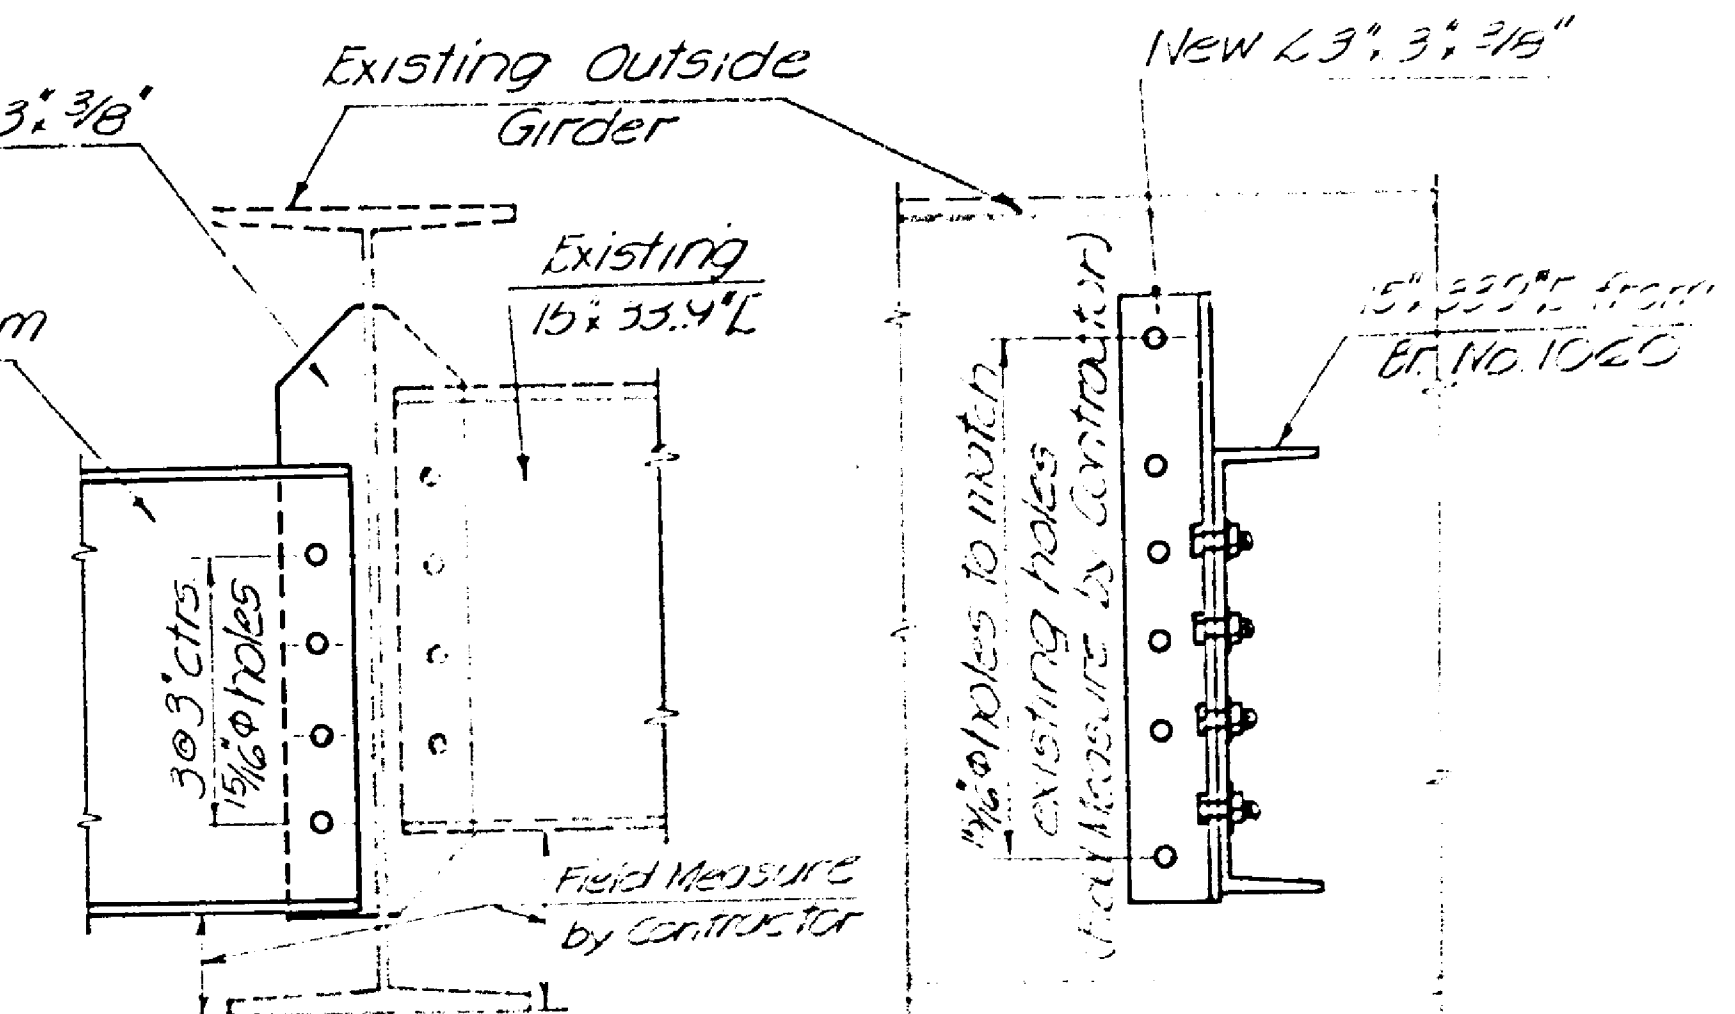 Existing Outside
Girder
New ∠3"x3"x3/8"
3"x3/8"
Existing
15"x33.9"[
15"x33.9"[ from
Br. No. 1020
m
3@3"ctrs.
15/16"Φ holes
15/16"Φ holes to match
existing holes
(Field Measure by Contractor)
Field Measure
by Contractor